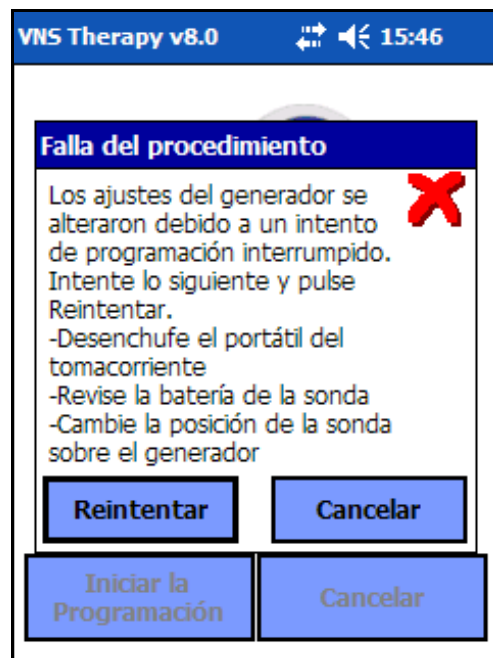 VNS Therapy v8.0 15:46
Falla del procedimiento
Los ajustes del generador se
alteraron debido a un intento
de programación interrumpido.
Intente lo siguiente y pulse
Reintentar.
-Desenchufe el portátil del
tomacorriente
-Revise la batería de la sonda
-Cambie la posición de la sonda
sobre el generador
Reintentar Cancelar
Iniciar la
Programación Cancelar